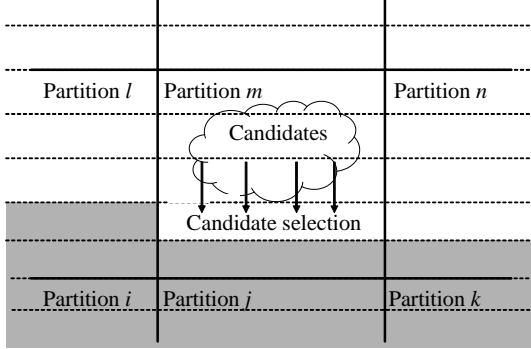 Partition l Partition m Partition n
Candidates
Candidate selection
Partition i Partition j Partition k